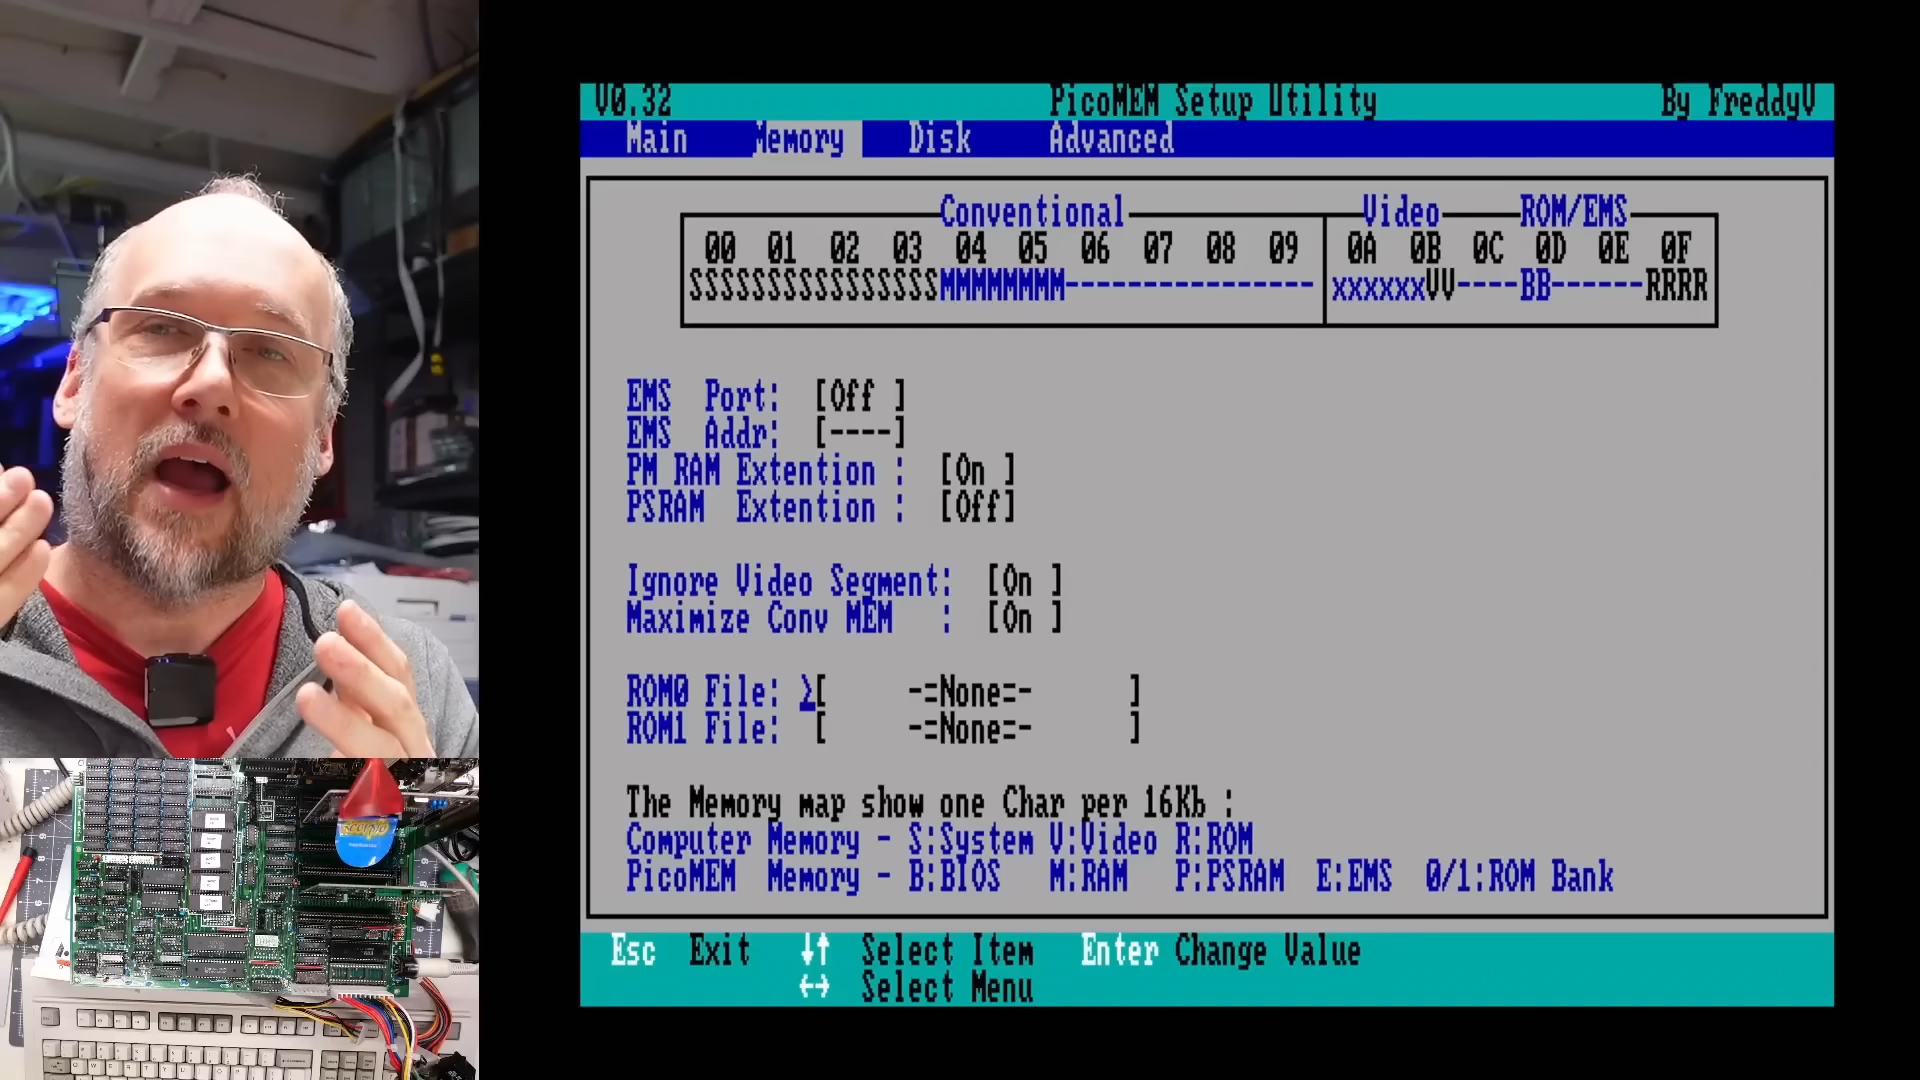 V0.32 PicoMEM Setup Utility By FreddyV
Main Memory Disk Advanced
Conventional Video ROM/EMS
00 01 02 03 04 05 06 07 08 09 0A 0B 0C 0D 0E 0F
SSSSSSSSSSSSSSSSMMMMMMMM---------------- xxxxxxVV----BB------RRRR
EMS Port: [Off ]
EMS Addr: [----]
PM RAM Extention : [On ]
PSRAM Extention : [Off]
Ignore Video Segment: [On ]
Maximize Conv MEM : [On ]
ROM0 File: >[ -=None=- ]
ROM1 File: [ -=None=- ]
The Memory map show one Char per 16Kb :
Computer Memory - S:System V:Video R:ROM
PicoMEM Memory - B:BIOS M:RAM P:PSRAM E:EMS 0/1:ROM Bank
Esc Exit ↓↑ Select Item Enter Change Value
↔ Select Menu